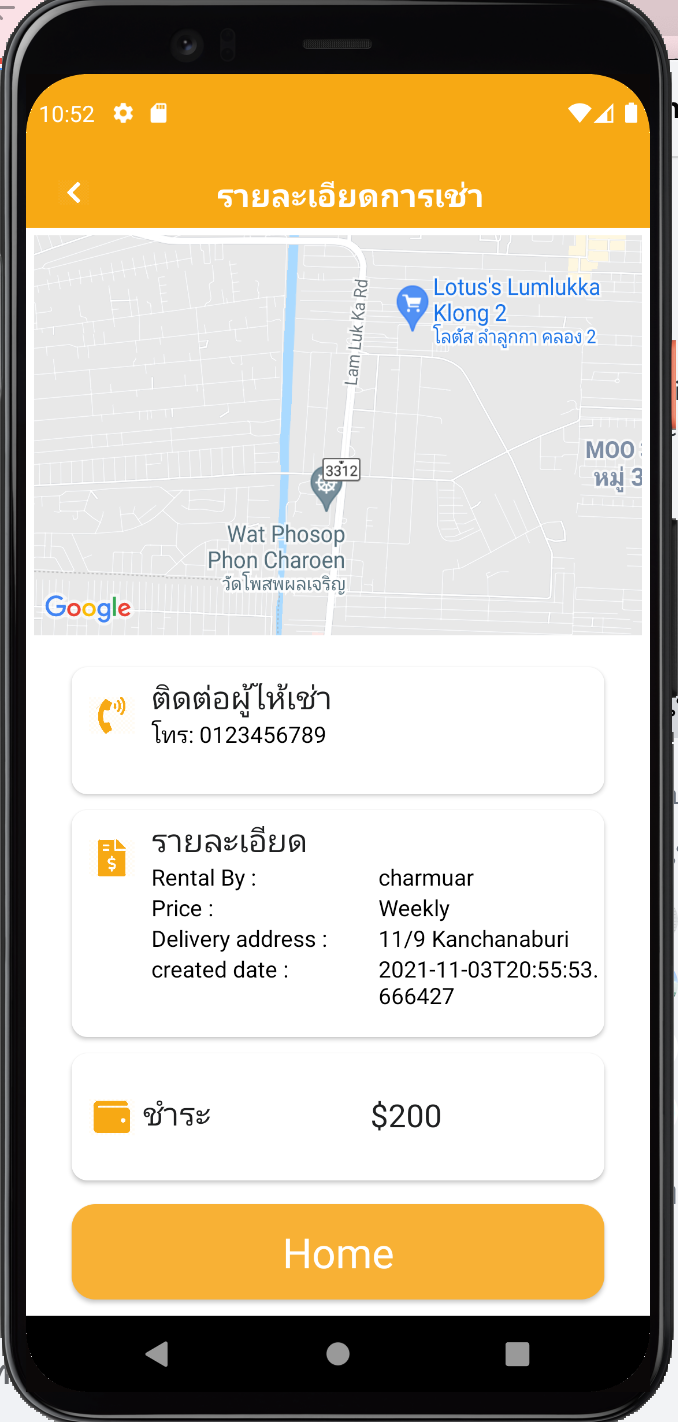 10:52
รายละเอียดการเช่า
Lam Luk Ka Rd
Lotus's Lumlukka
Klong 2
โลตัส ลำลูกกา คลอง 2
MOO
หมู่ 3
3312
Wat Phosop
Phon Charoen
วัดโพสพผลเจริญ
Google
ติดต่อผู้ไห้เช่า
โทร: 0123456789
รายละเอียด
Rental By : charmuar
Price : Weekly
Delivery address : 11/9 Kanchanaburi
created date : 2021-11-03T20:55:53.
666427
ชำระ $200
Home